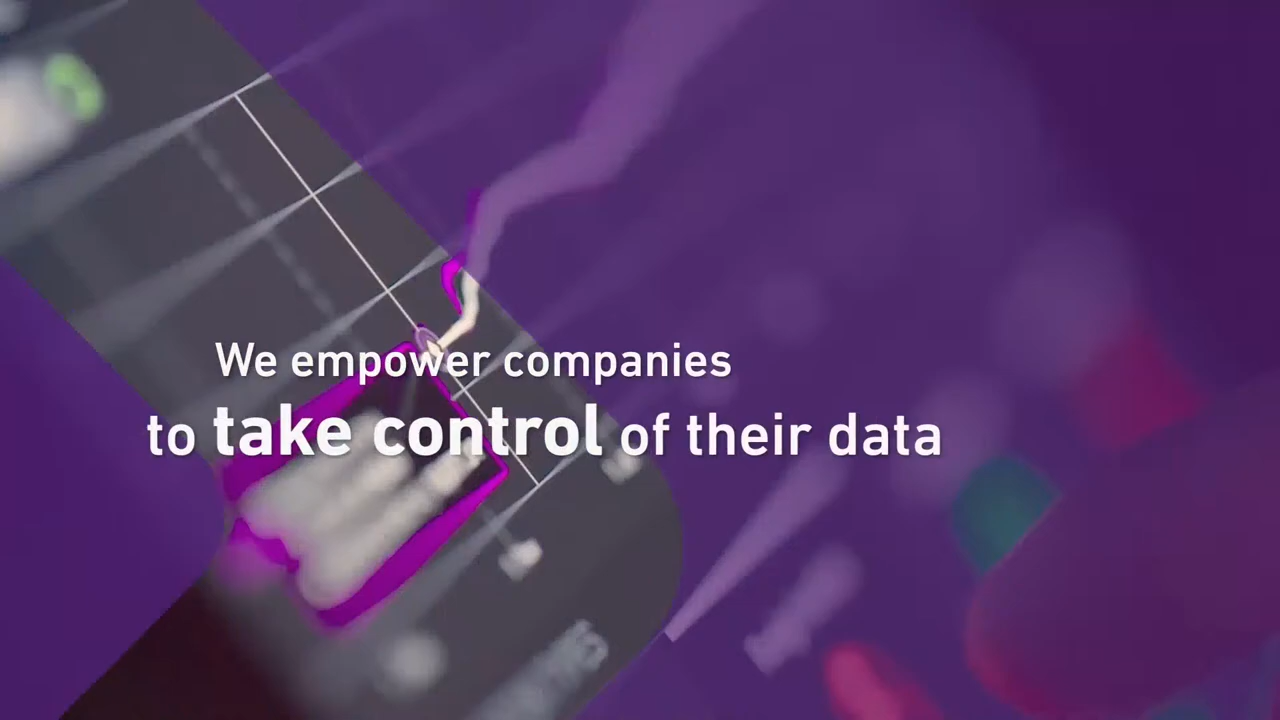 We empower companies
to take control of their data